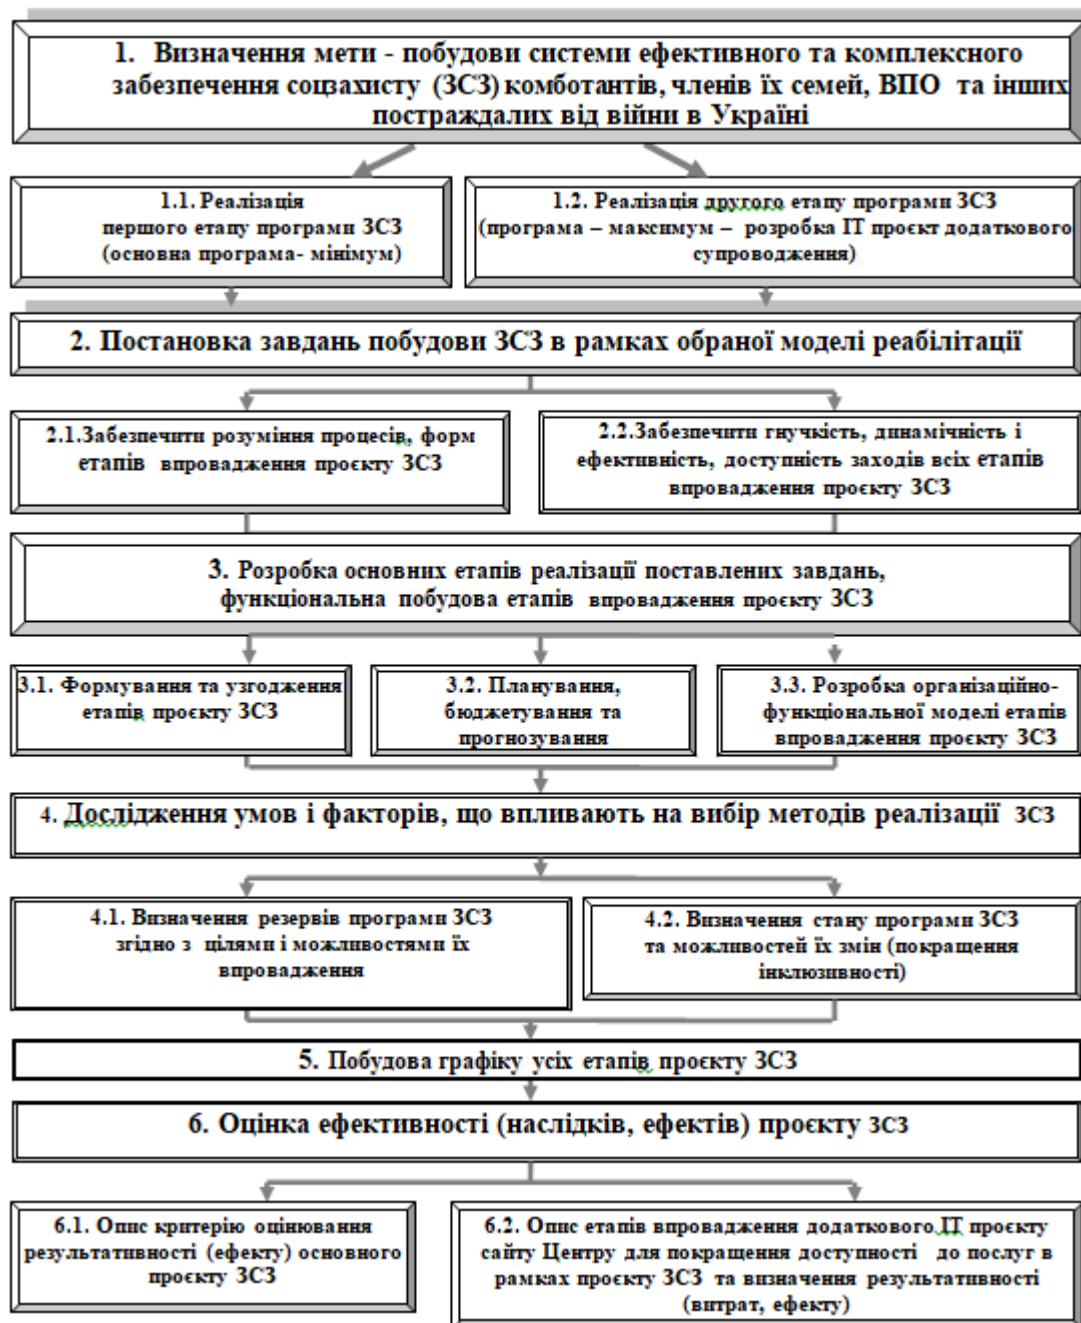 1. Визначення мети - побудови системи ефективного та комплексного
забезпечення соцзахисту (ЗСЗ) комботантів, членів їх семей, ВПО та інших
постраждалих від війни в Україні
1.1. Реалізація
першого етапу програми ЗСЗ
(основна програма- мінімум)
1.2. Реалізація другого етапу програми ЗСЗ
(програма – максимум – розробка ІТ проєкт додаткового
супроводження)
2. Постановка завдань побудови ЗСЗ в рамках обраної моделі реабілітації
2.1.Забезпечити розуміння процесів, форм
етапів впровадження проєкту ЗСЗ
2.2.Забезпечити гнучкість, динамічність і
ефективність, доступність заходів всіх етапів
впровадження проєкту ЗСЗ
3. Розробка основних етапів реалізації поставлених завдань,
функціональна побудова етапів впровадження проєкту ЗСЗ
3.1. Формування та узгодження
етапів проєкту ЗСЗ
3.2. Планування,
бюджетування та
прогнозування
3.3. Розробка організаційно-
функціональної моделі етапів
впровадження проєкту ЗСЗ
4. Дослідження умов і факторів, що впливають на вибір методів реалізації ЗСЗ
4.1. Визначення резервів програми ЗСЗ
згідно з цілями і можливостями їх
впровадження
4.2. Визначення стану програми ЗСЗ
та можливостей їх змін (покращення
інклюзивності)
5. Побудова графіку усіх етапів проєкту ЗСЗ
6. Оцінка ефективності (наслідків, ефектів) проєкту ЗСЗ
6.1. Опис критерію оцінювання
результативності (ефекту) основного
проєкту ЗСЗ
6.2. Опис етапів впровадження додаткового ІТ проєкту
сайту Центру для покращення доступності до послуг в
рамках проєкту ЗСЗ та визначення результативності
(витрат, ефекту)